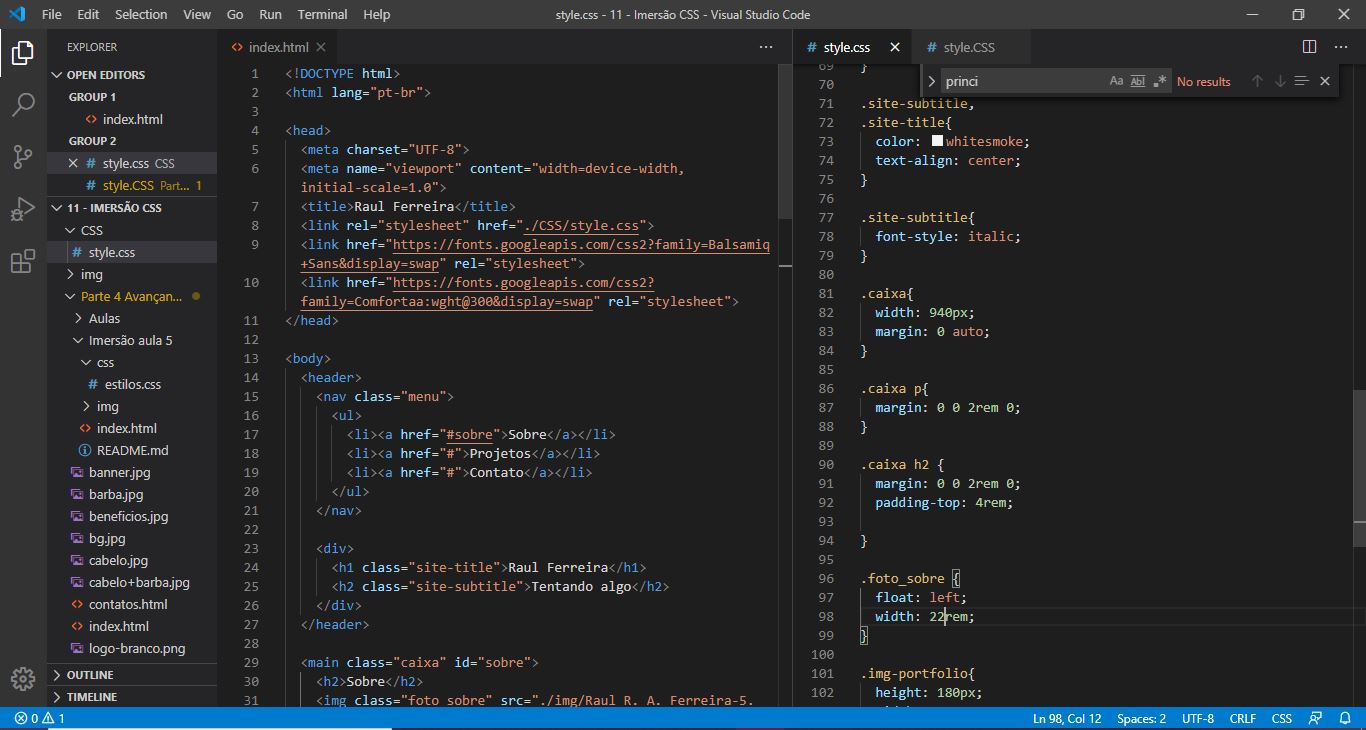 File Edit Selection View Go Run Terminal Help style.css - 11 - Imersão CSS - Visual Studio Code
EXPLORER
OPEN EDITORS
GROUP 1
index.html
GROUP 2
style.css CSS
style.CSS Part... 1
11 - IMERSÃO CSS
CSS
style.css
img
Parte 4 Avançan...
Aulas
Imersão aula 5
css
estilos.css
img
index.html
README.md
banner.jpg
barba.jpg
beneficios.jpg
bg.jpg
cabelo.jpg
cabelo+barba.jpg
contatos.html
index.html
logo-branco.png
OUTLINE
TIMELINE
index.html
1 <!DOCTYPE html>
2 <html lang="pt-br">
3
4 <head>
5 <meta charset="UTF-8">
6 <meta name="viewport" content="width=device-width,
initial-scale=1.0">
7 <title>Raul Ferreira</title>
8 <link rel="stylesheet" href="./CSS/style.css">
9 <link href="https://fonts.googleapis.com/css2?family=Balsamiq
+Sans&display=swap" rel="stylesheet">
10 <link href="https://fonts.googleapis.com/css2?
family=Comfortaa:wght@300&display=swap" rel="stylesheet">
11 </head>
12
13 <body>
14 <header>
15 <nav class="menu">
16 <ul>
17 <li><a href="#sobre">Sobre</a></li>
18 <li><a href="#">Projetos</a></li>
19 <li><a href="#">Contato</a></li>
20 </ul>
21 </nav>
22
23 <div>
24 <h1 class="site-title">Raul Ferreira</h1>
25 <h2 class="site-subtitle">Tentando algo</h2>
26 </div>
27 </header>
28
29 <main class="caixa" id="sobre">
30 <h2>Sobre</h2>
31 <img class="foto_sobre" src="./img/Raul R. A. Ferreira-5.
style.css style.CSS
princi Aa Abl .* No results
69 }
70
71 .site-subtitle,
72 .site-title{
73 color: whitesmoke;
74 text-align: center;
75 }
76
77 .site-subtitle{
78 font-style: italic;
79 }
80
81 .caixa{
82 width: 940px;
83 margin: 0 auto;
84 }
85
86 .caixa p{
87 margin: 0 0 2rem 0;
88 }
89
90 .caixa h2 {
91 margin: 0 0 2rem 0;
92 padding-top: 4rem;
93
94 }
95
96 .foto_sobre {
97 float: left;
98 width: 22rem;
99 }
100
101 .img-portfolio{
102 height: 180px;
0 1 Ln 98, Col 12 Spaces: 2 UTF-8 CRLF CSS